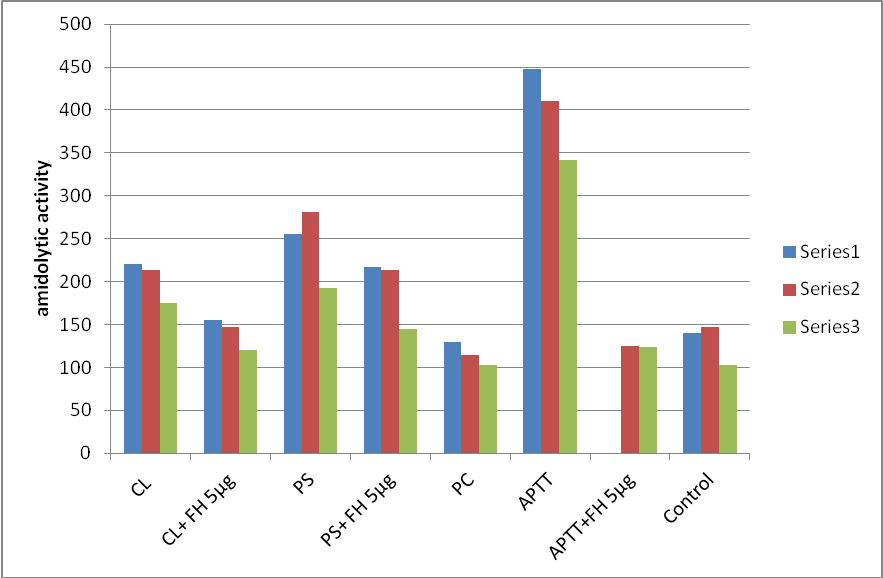 500
450
400
350
300
250
200
150
100
50
0
amidolytic activity
CL
CL+ FH 5µg
PS
PS+ FH 5µg
PC
APTT
APTT+FH 5µg
Control
Series1
Series2
Series3